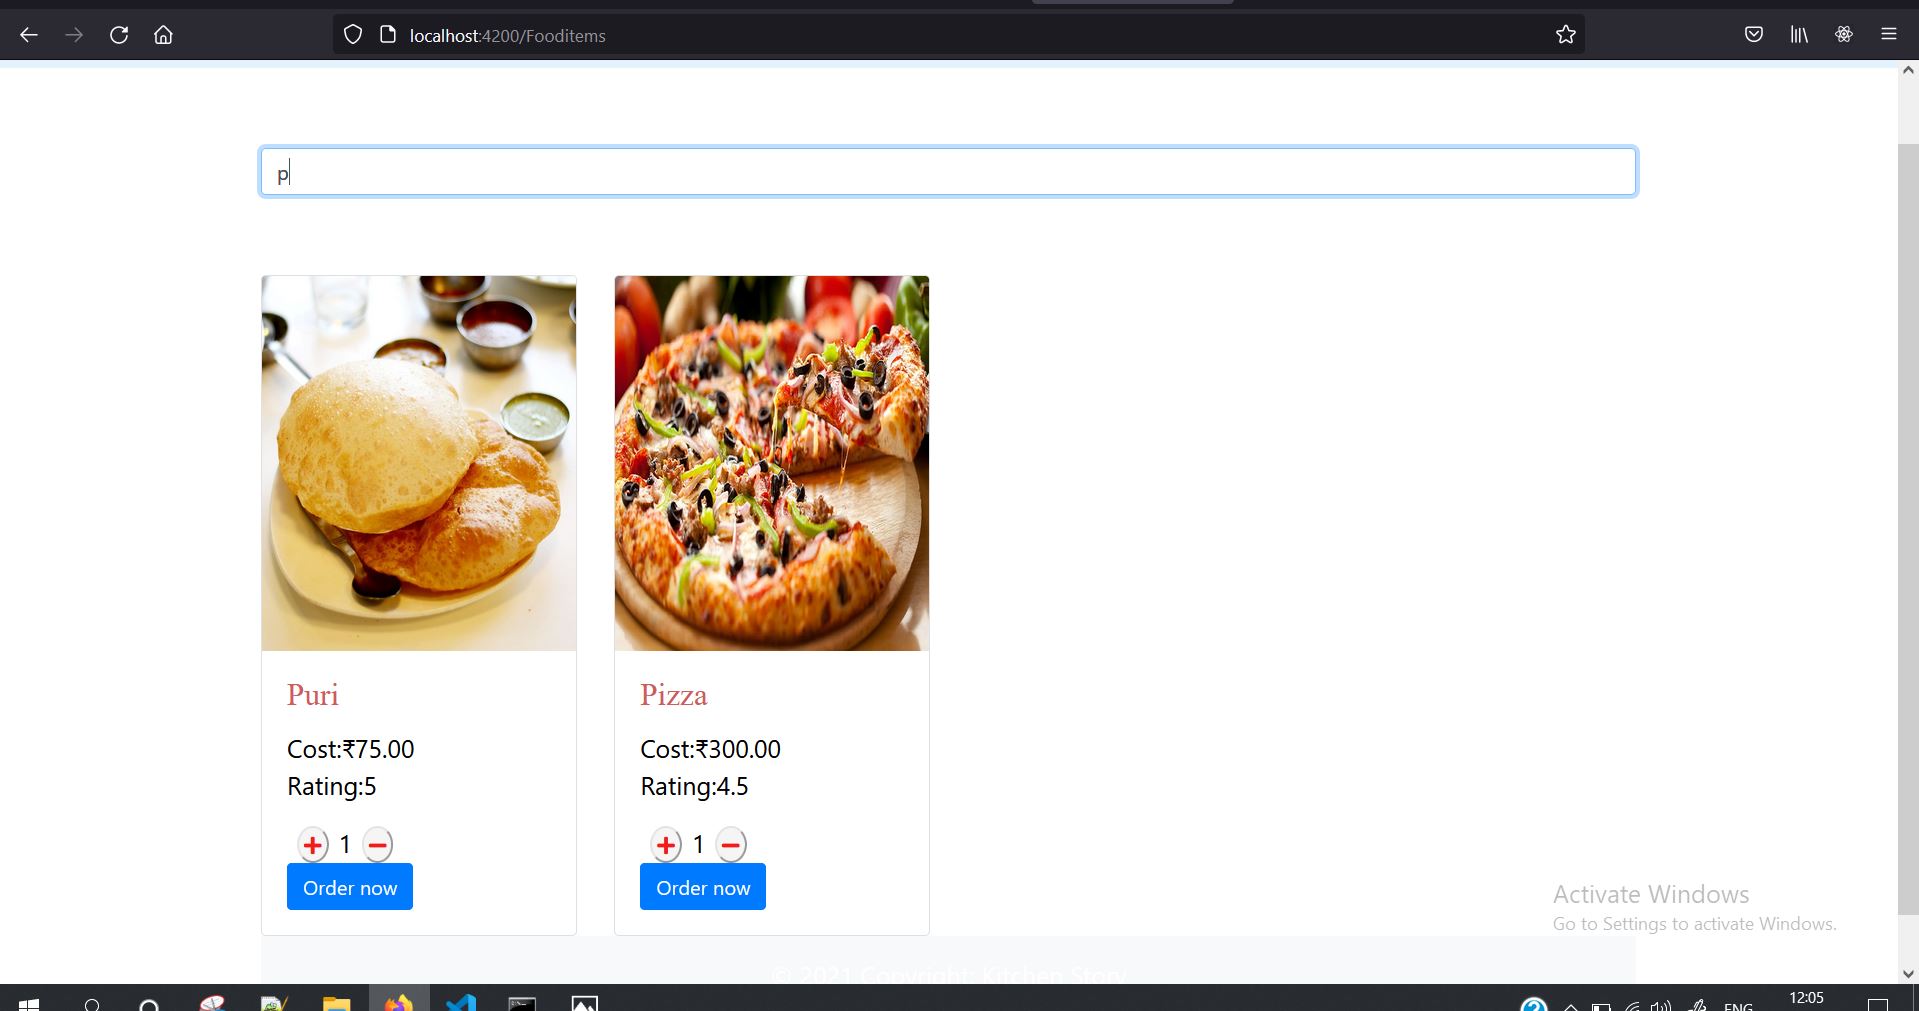 localhost:4200/Fooditems
p
Puri
Cost:₹75.00
Rating:5
1
Order now
Pizza
Cost:₹300.00
Rating:4.5
1
Order now
Activate Windows
Go to Settings to activate Windows.
© 2021 Copyright: Kitchen Story
ENG
12:05